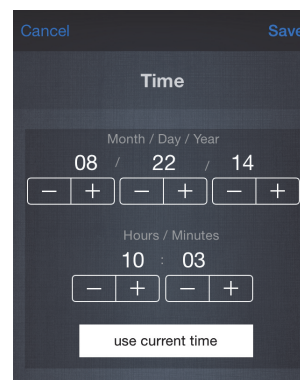 Cancel Save
Time
Month / Day / Year
08 / 22 / 14
− + − + − +
Hours / Minutes
10 : 03
− + − +
use current time